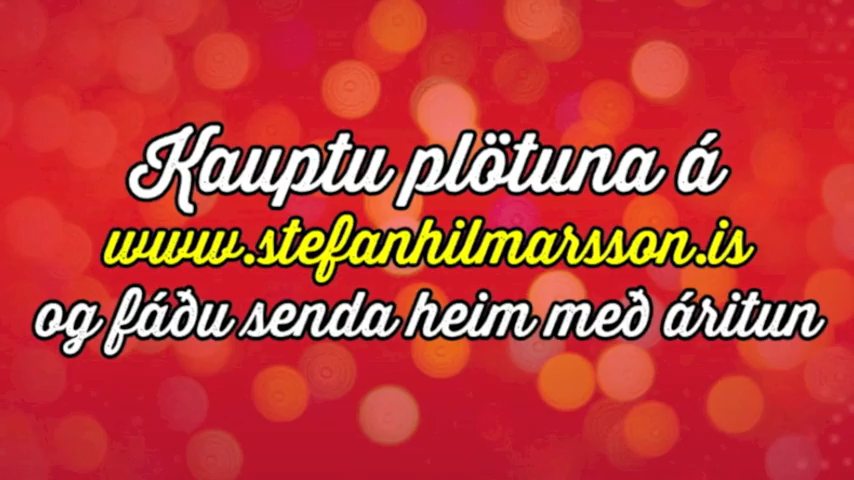 Kauptu plötuna á
www.stefanhilmarsson.is
og fáðu senda heim með áritun